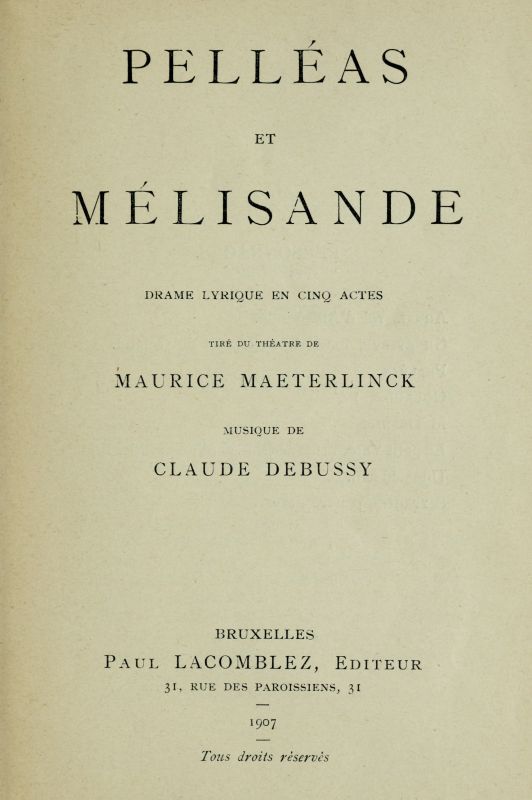 PELLÉAS
ET
MÉLISANDE
DRAME LYRIQUE EN CINQ ACTES
TIRÉ DU THÉATRE DE
MAURICE MAETERLINCK
MUSIQUE DE
CLAUDE DEBUSSY
BRUXELLES
PAUL LACOMBLEZ, EDITEUR
31, RUE DES PAROISSIENS, 31
1907
Tous droits réservés